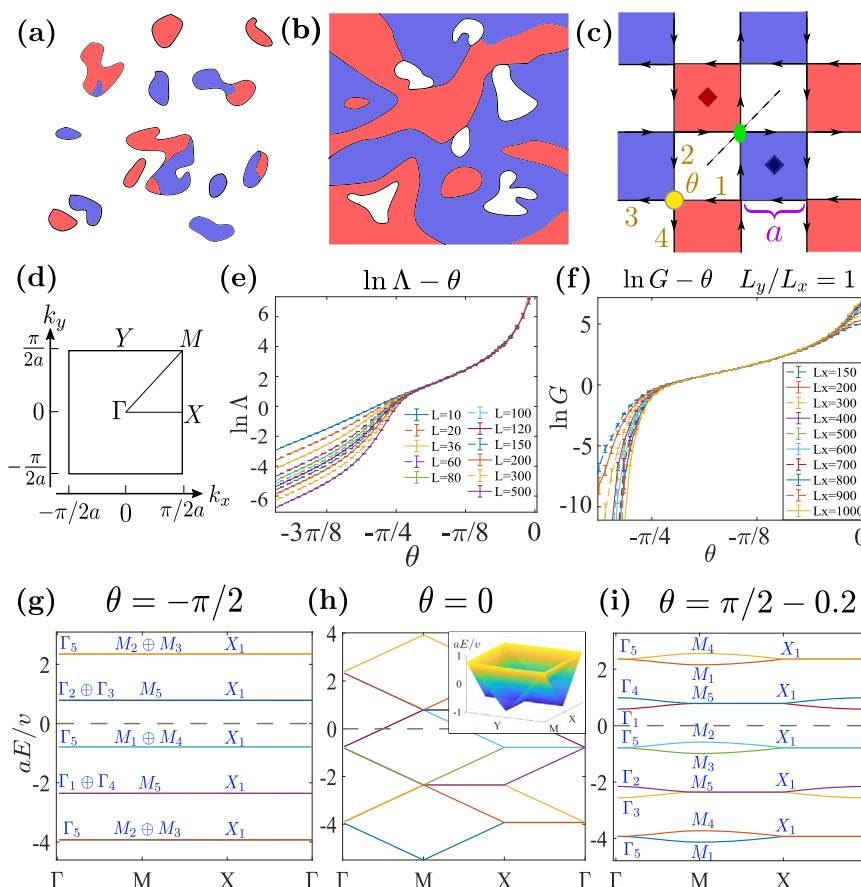 (a)
(b)
(c)
2
θ
1
3
4
a
(d)
k_y
π/2a
0
-π/2a
Y
M
Γ
X
−π/2a 0 π/2a
k_x
(e) ln Λ − θ
ln Λ
6
4
2
0
-2
-4
-6
L=10
L=20
L=36
L=60
L=80
L=100
L=120
L=150
L=200
L=300
L=500
-3π/8 -π/4 -π/8 0
θ
(f) ln G − θ L_y/L_x = 1
ln G
5
0
-5
-10
Lx=150
Lx=200
Lx=300
Lx=400
Lx=500
Lx=600
Lx=700
Lx=800
Lx=900
Lx=1000
-π/4 -π/8 0
θ
(g) θ = −π/2
aE/v
2
0
-2
-4
Γ₅ M₂ ⊕ M₃ X₁
Γ₂ ⊕ Γ₃ M₅ X₁
Γ₅ M₁ ⊕ M₄ X₁
Γ₁ ⊕ Γ₄ M₅ X₁
Γ₅ M₂ ⊕ M₃ X₁
Γ M X Γ
(h) θ = 0
4
2
0
-2
-4
aE/v
1
0
-1
Y M X
Γ M X Γ
(i) θ = π/2 − 0.2
2
0
-2
-4
Γ₅ M₄ X₁
M₁
Γ₄ M₅ X₁
Γ₁
Γ₅ M₂ X₁
M₃
Γ₂ M₅ X₁
Γ₃
M₄ X₁
Γ₅ M₁
Γ M X Γ